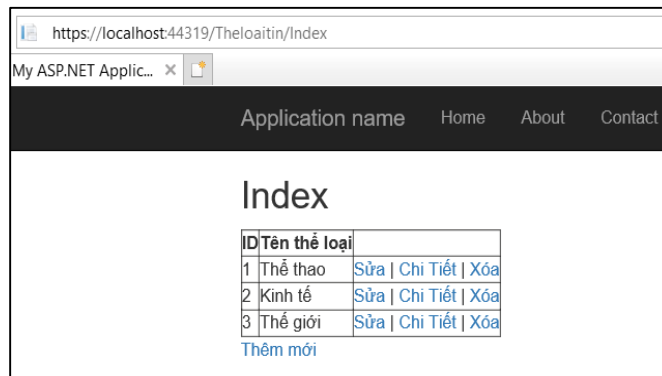 https://localhost:44319/Theloaitin/Index
My ASP.NET Applic...
Application name Home About Contact
Index
ID Tên thể loại
1 Thể thao Sửa | Chi Tiết | Xóa
2 Kinh tế Sửa | Chi Tiết | Xóa
3 Thế giới Sửa | Chi Tiết | Xóa
Thêm mới